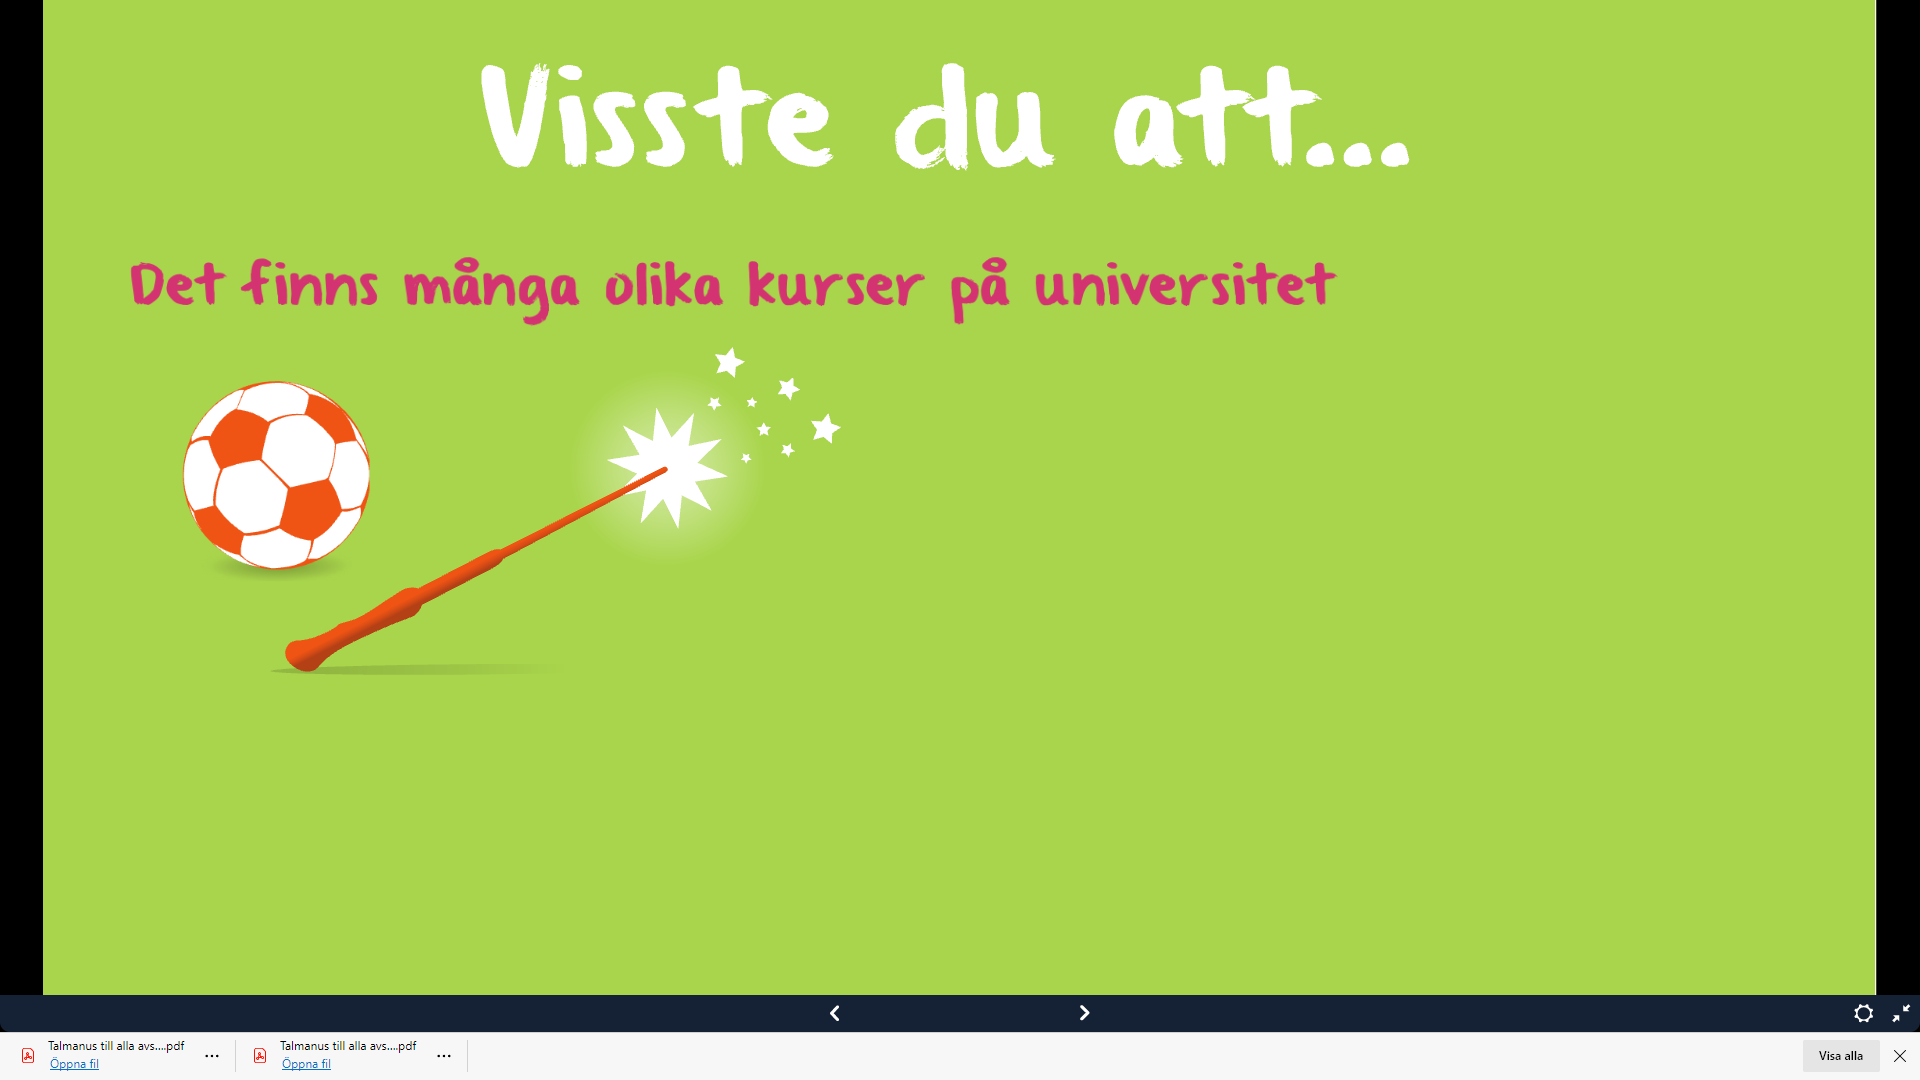 Visste du att...
Det finns många olika kurser på universitet
Talmanus till alla avs....pdf
Öppna fil
Talmanus till alla avs....pdf
Öppna fil
Visa alla